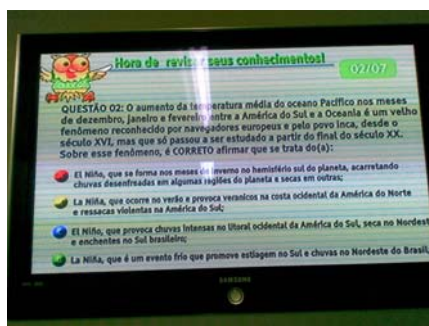 Hora de revisar seus conhecimentos!
02/07
QUESTÃO 02: O aumento da temperatura média do oceano Pacífico nos meses
de dezembro, janeiro e fevereiro entre a América do Sul e a Oceania é um velho
fenômeno reconhecido por navegadores europeus e pelo povo inca, desde o
século XVI, mas que só passou a ser estudado a partir do final do século XX.
Sobre esse fenômeno, é CORRETO afirmar que se trata do(a):
El Niño, que se forma nos meses de inverno no hemisfério sul do planeta, acarretando
chuvas desenfreadas em algumas regiões do planeta e secas em outras;
La Niña, que ocorre no verão e provoca veranicos na costa ocidental da América do Norte
e ressacas violentas na América do Sul;
El Niño, que provoca chuvas intensas no litoral ocidental da América do Sul, seca no Nordest
e enchentes no Sul brasileiro;
La Niña, que é um evento frio que promove estiagem no Sul e chuvas no Nordeste do Brasil,
SAMSUNG